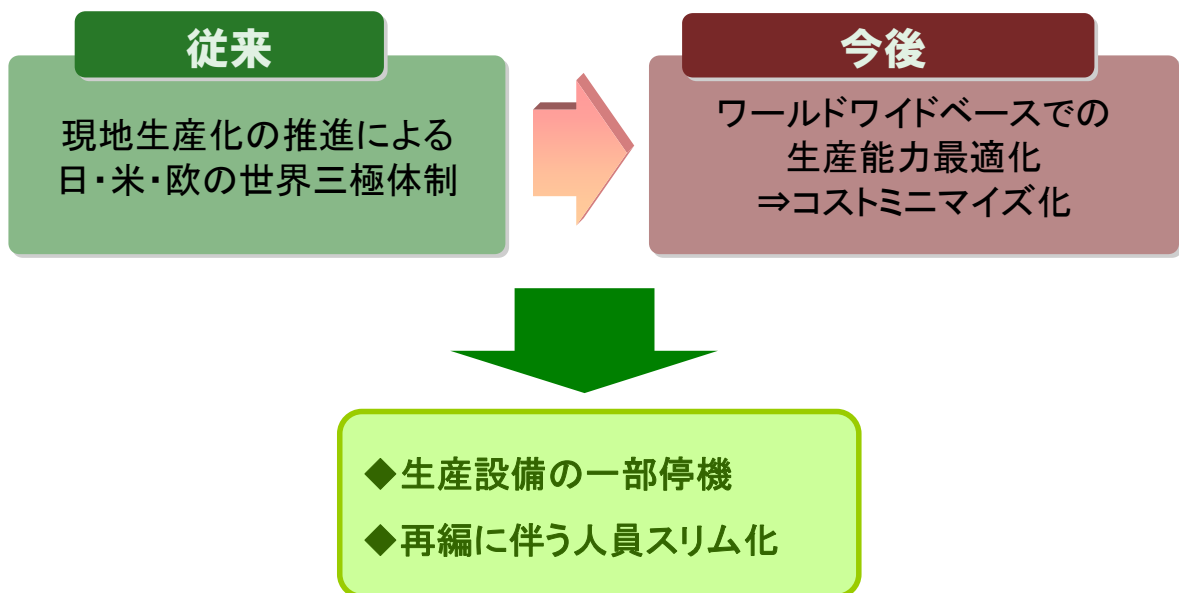 従来
現地生産化の推進による
日・米・欧の世界三極体制
今後
ワールドワイドベースでの
生産能力最適化
⇒コストミニマイズ化
◆生産設備の一部停機
◆再編に伴う人員スリム化